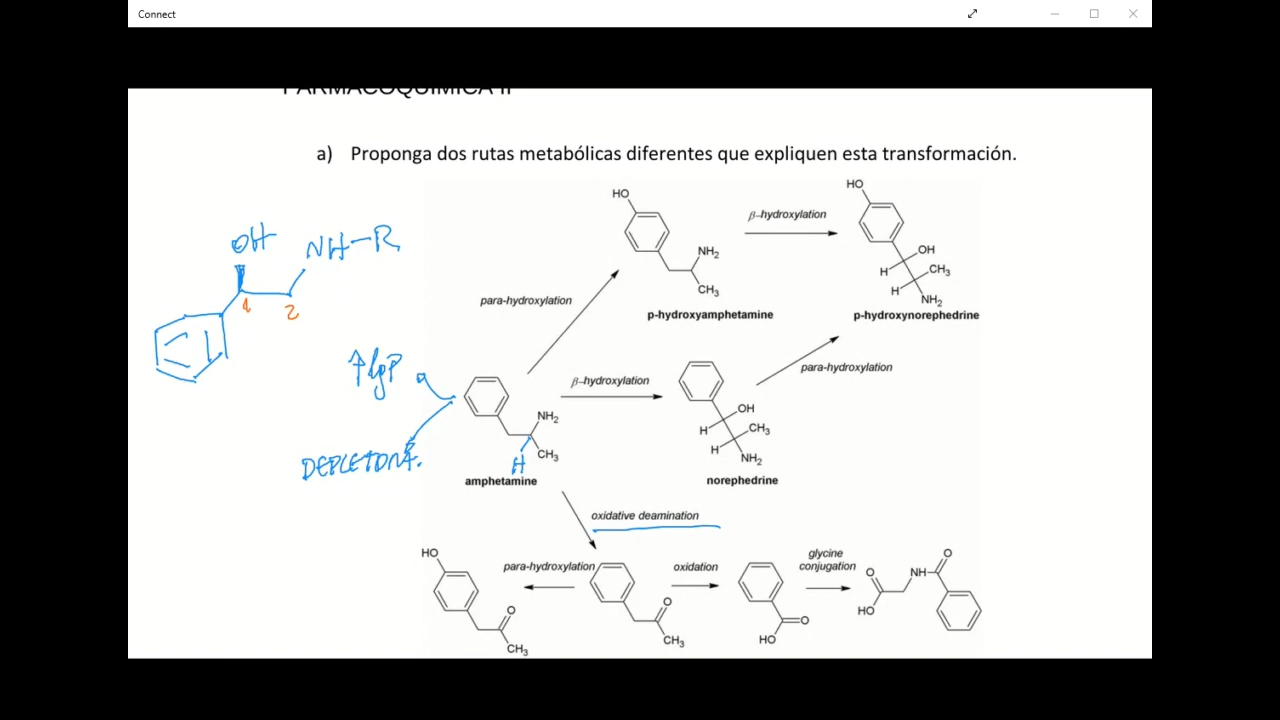 Connect
FARMACOQUÍMICA II
a) Proponga dos rutas metabólicas diferentes que expliquen esta transformación.
HO
NH₂
CH₃
p-hydroxyamphetamine
β-hydroxylation
HO
OH
H
CH₃
H
NH₂
p-hydroxynorephedrine
OH
NH-R
1
2
para-hydroxylation
↑lgP
DEPLETORA.
NH₂
CH₃
H
amphetamine
β-hydroxylation
OH
H
CH₃
H
NH₂
norephedrine
para-hydroxylation
oxidative deamination
HO
O
CH₃
para-hydroxylation
O
CH₃
oxidation
O
HO
glycine
conjugation
O
HO
NH
O